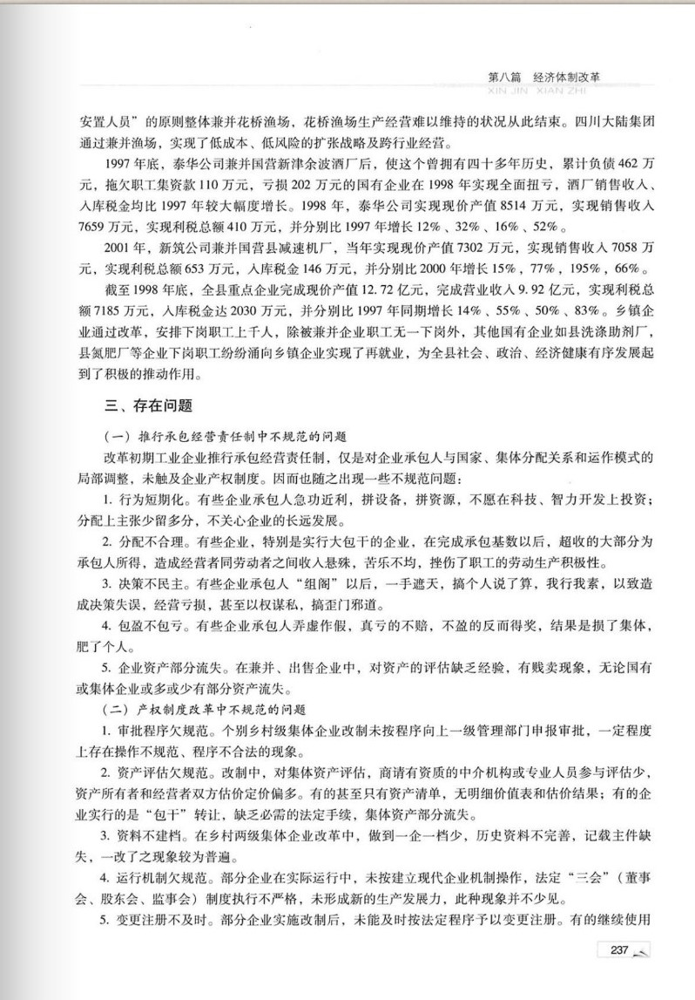 第八篇　经济体制改革
XIN JIN XIAN ZHI
安置人员”的原则整体兼并花桥渔场，花桥渔场生产经营难以维持的状况从此结束。四川大陆集团
通过兼并渔场，实现了低成本、低风险的扩张战略及跨行业经营。
1997 年底，泰华公司兼并国营新津余波酒厂后，使这个曾拥有四十多年历史，累计负债 462 万
元，拖欠职工集资款 110 万元，亏损 202 万元的国有企业在 1998 年实现全面扭亏，酒厂销售收入、
入库税金均比 1997 年较大幅度增长。1998 年，泰华公司实现现价产值 8514 万元，实现销售收入
7659 万元，实现利税总额 410 万元，并分别比 1997 年增长 12%、32%、16%、52%。
2001 年，新筑公司兼并国营县减速机厂，当年实现现价产值 7302 万元，实现销售收入 7058 万
元，实现利税总额 653 万元，入库税金 146 万元，并分别比 2000 年增长 15%，77%，195%，66%。
截至 1998 年底，全县重点企业完成现价产值 12.72 亿元，完成营业收入 9.92 亿元，实现利税总
额 7185 万元，入库税金达 2030 万元，并分别比 1997 年同期增长 14%、55%、50%、83%。乡镇企
业通过改革，安排下岗职工上千人，除被兼并企业职工无一下岗外，其他国有企业如县洗涤助剂厂，
县氮肥厂等企业下岗职工纷纷涌向乡镇企业实现了再就业，为全县社会、政治、经济健康有序发展起
到了积极的推动作用。
三、存在问题
（一）推行承包经营责任制中不规范的问题
改革初期工业企业推行承包经营责任制，仅是对企业承包人与国家、集体分配关系和运作模式的
局部调整，未触及企业产权制度。因而也随之出现一些不规范问题：
1. 行为短期化。有些企业承包人急功近利，拼设备，拼资源，不愿在科技、智力开发上投资；
分配上主张少留多分，不关心企业的长远发展。
2. 分配不合理。有些企业，特别是实行大包干的企业，在完成承包基数以后，超收的大部分为
承包人所得，造成经营者同劳动者之间收入悬殊，苦乐不均，挫伤了职工的劳动生产积极性。
3. 决策不民主。有些企业承包人“组阁”以后，一手遮天，搞个人说了算，我行我素，以致造
成决策失误，经营亏损，甚至以权谋私，搞歪门邪道。
4. 包盈不包亏。有些企业承包人弄虚作假，真亏的不赔，不盈的反而得奖，结果是损了集体，
肥了个人。
5. 企业资产部分流失。在兼并、出售企业中，对资产的评估缺乏经验，有贱卖现象，无论国有
或集体企业或多或少有部分资产流失。
（二）产权制度改革中不规范的问题
1. 审批程序欠规范。个别乡村级集体企业改制未按程序向上一级管理部门申报审批，一定程度
上存在操作不规范、程序不合法的现象。
2. 资产评估欠规范。改制中，对集体资产评估，商请有资质的中介机构或专业人员参与评估少，
资产所有者和经营者双方估价定价偏多。有的甚至只有资产清单，无明细价值表和估价结果；有的企
业实行的是“包干”转让，缺乏必需的法定手续，集体资产部分流失。
3. 资料不建档。在乡村两级集体企业改革中，做到一企一档少，历史资料不完善，记载主件缺
失，一改了之现象较为普遍。
4. 运行机制欠规范。部分企业在实际运行中，未按建立现代企业机制操作，法定“三会”（董事
会、股东会、监事会）制度执行不严格，未形成新的生产发展力，此种现象并不少见。
5. 变更注册不及时。部分企业实施改制后，未能及时按法定程序予以变更注册。有的继续使用
237